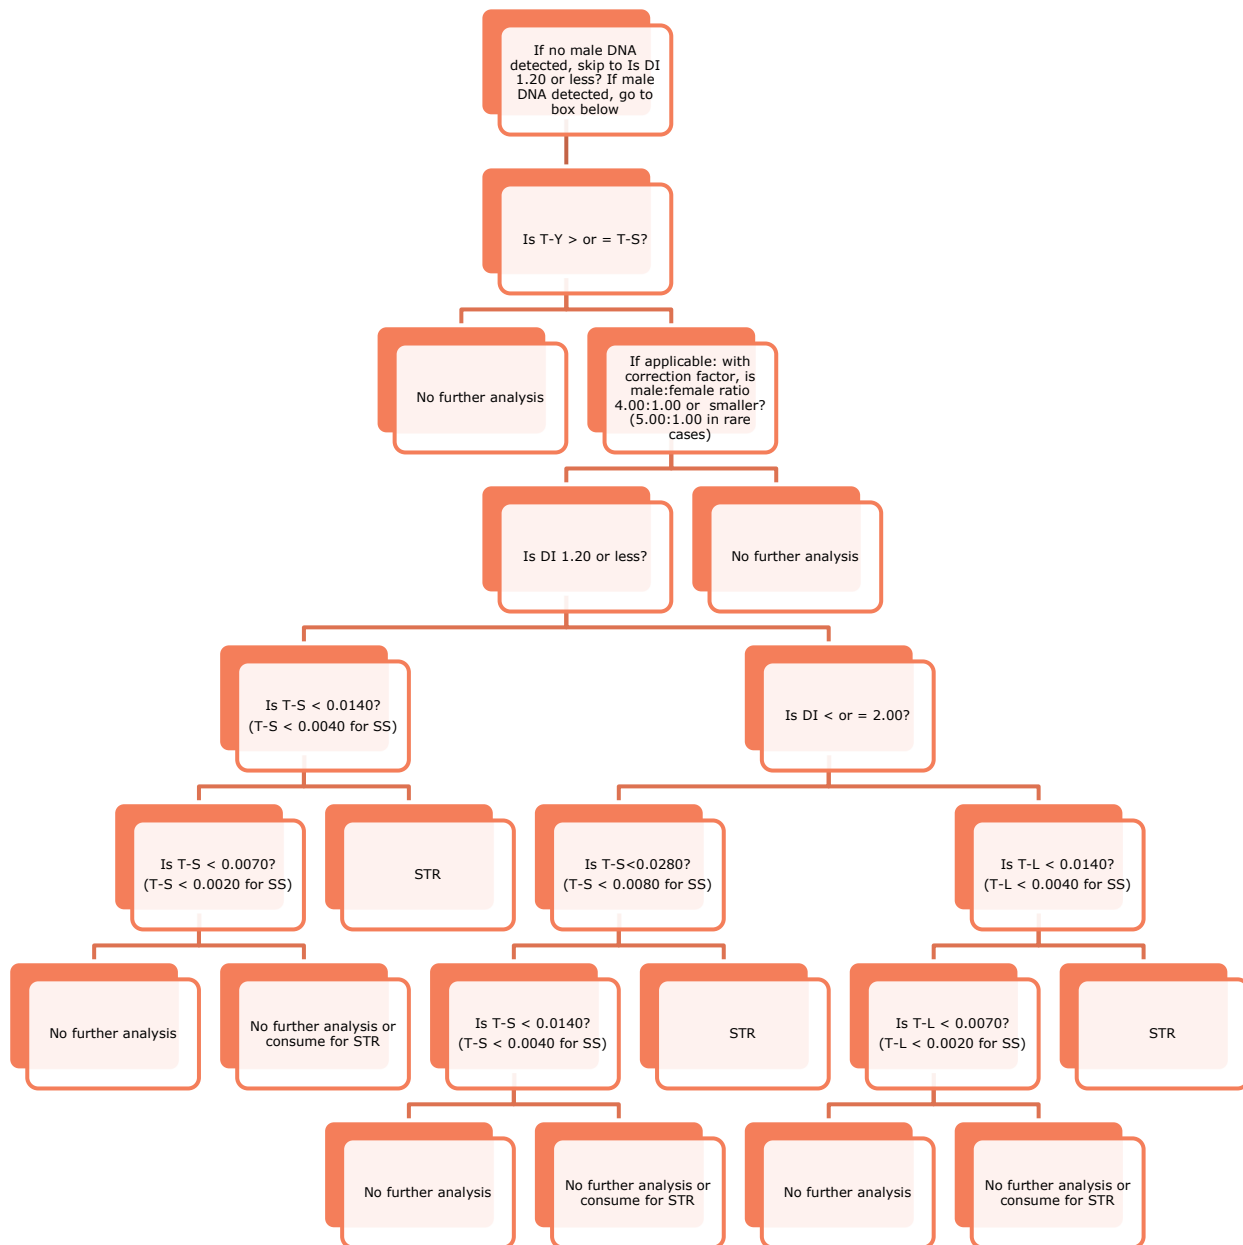 If no male DNA
detected, skip to Is DI
1.20 or less? If male
DNA detected, go to
box below
Is T-Y > or = T-S?
No further analysis
If applicable: with
correction factor, is
male:female ratio
4.00:1.00 or  smaller?
(5.00:1.00 in rare
cases)
Is DI 1.20 or less?
No further analysis
Is T-S < 0.0140?
(T-S < 0.0040 for SS)
Is DI < or = 2.00?
Is T-S < 0.0070?
(T-S < 0.0020 for SS)
STR
Is T-S<0.0280?
(T-S < 0.0080 for SS)
Is T-L < 0.0140?
(T-L < 0.0040 for SS)
No further analysis
No further analysis or
consume for STR
Is T-S < 0.0140?
(T-S < 0.0040 for SS)
STR
Is T-L < 0.0070?
(T-L < 0.0020 for SS)
STR
No further analysis
No further analysis or
consume for STR
No further analysis
No further analysis or
consume for STR